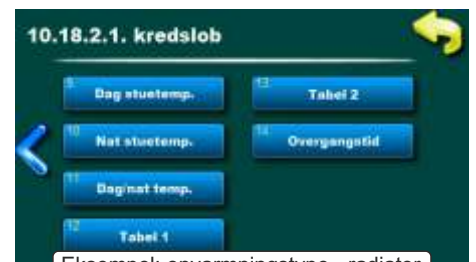 10.18.2.1. kredslob
9.
Dag stuetemp.
10
Nat stuetemp.
11
Dag/nat temp.
12
Tabel 1
13
Tabel 2
14
Overgangstid
Eksempel: opvarmningstype - radiator